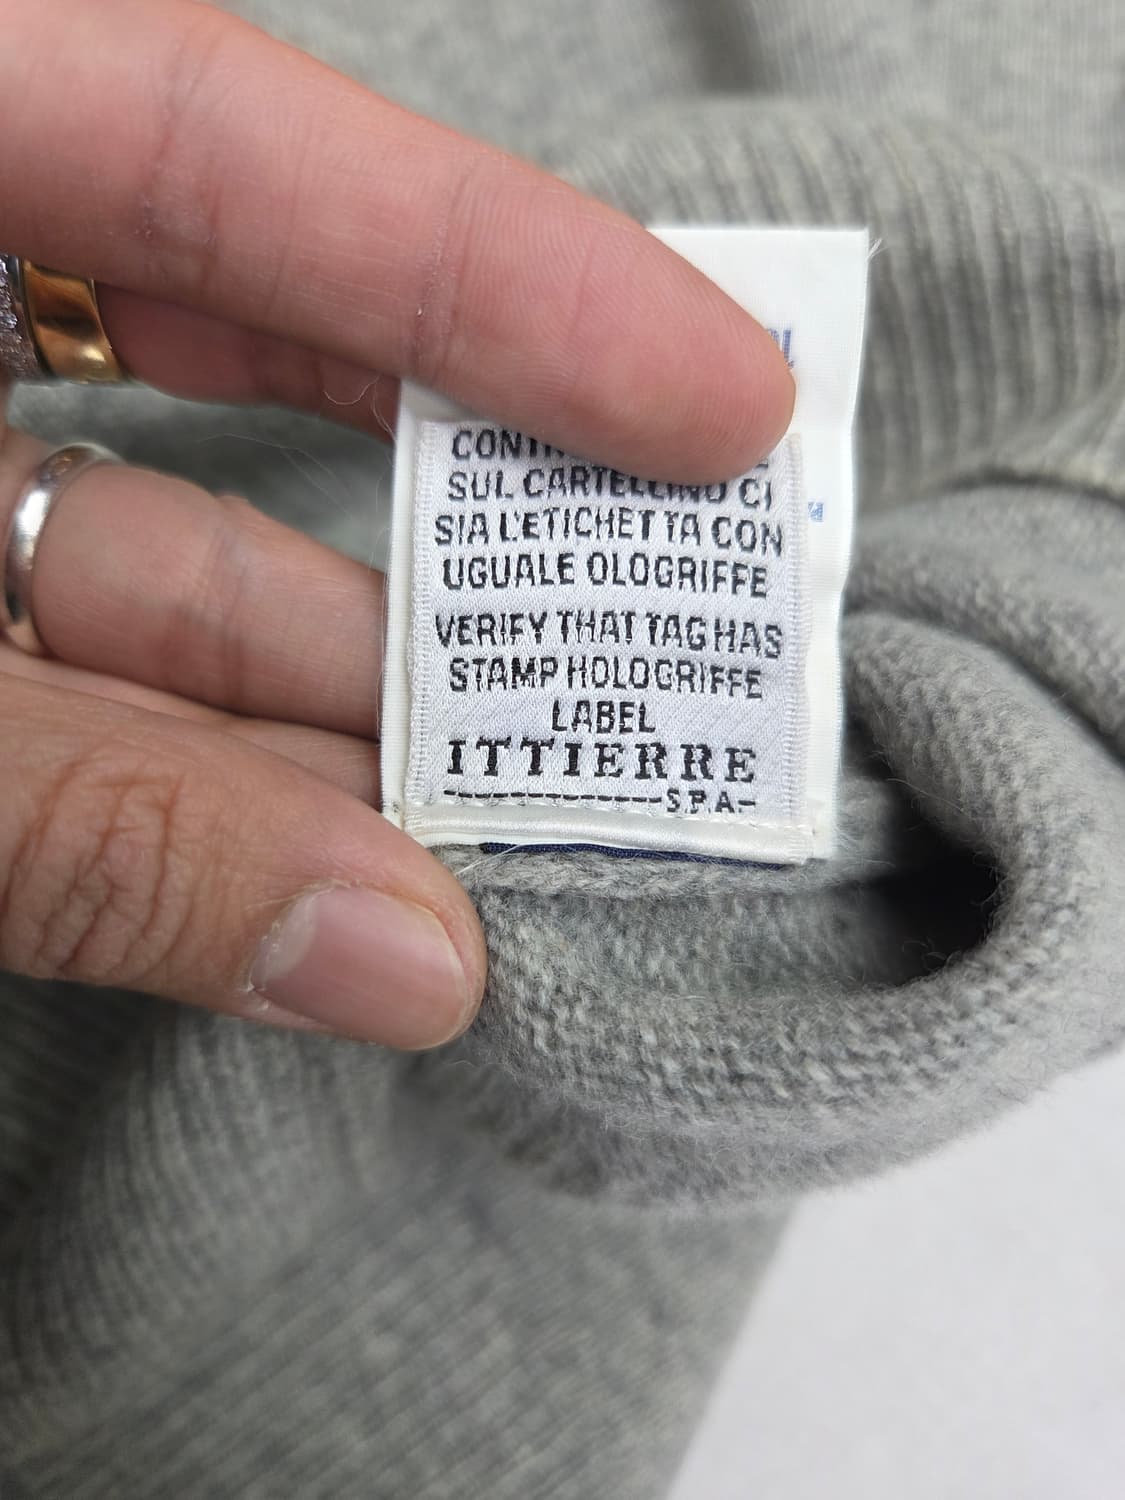 SUL CARTELLINO CI
SIA L'ETICHETTA CON
UGUALE OLOGRIFFE
VERIFY THAT TAG HAS
STAMP HOLOGRIFFE
LABEL
ITTIERRE
S.P.A.